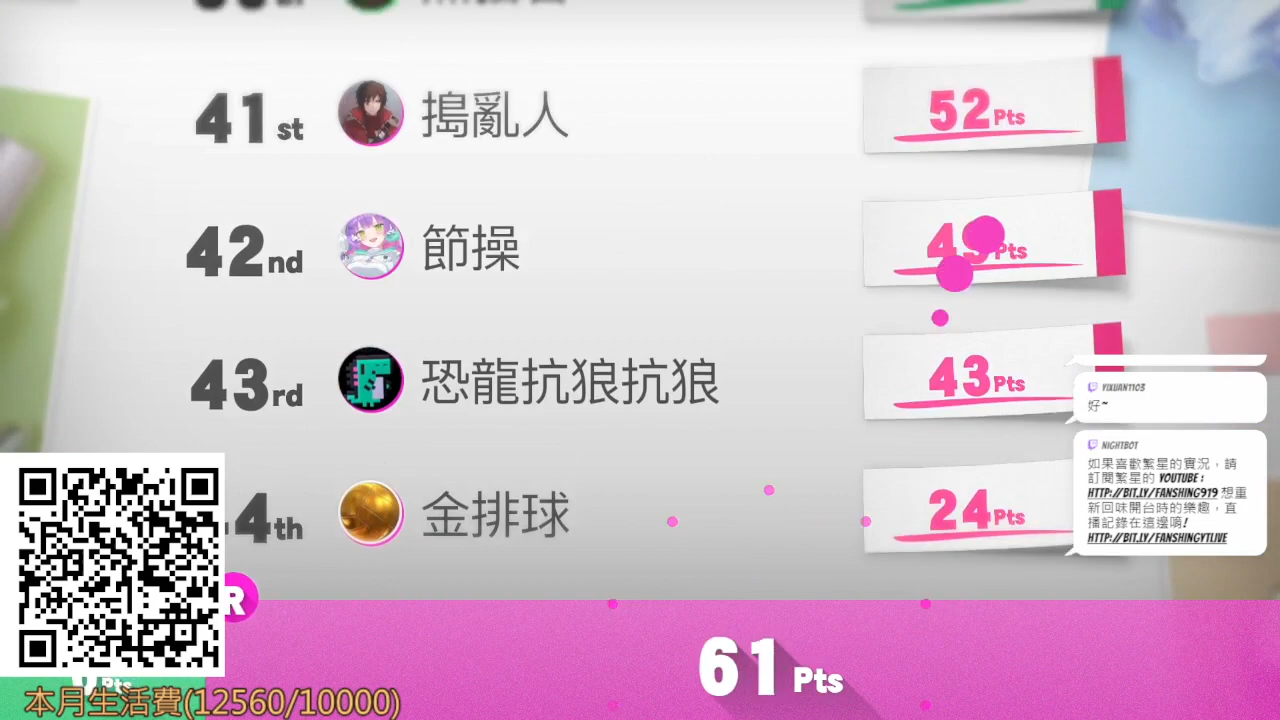 41st 搗亂人 52Pts
42nd 節操 Pts
43rd 恐龍抗狼抗狼 43Pts
4th 金排球 24Pts
R
61 Pts
Pts
本月生活費(12560/10000)
YIXUAN1103
好~
NIGHTBOT
如果喜歡繁星的實況，請
訂閱繁星的 YOUTUBE :
HTTP://BIT.LY/FANSHING919 想重
新回味開台時的樂趣，直
播記錄在這邊唷!
HTTP://BIT.LY/FANSHINGYTLIVE